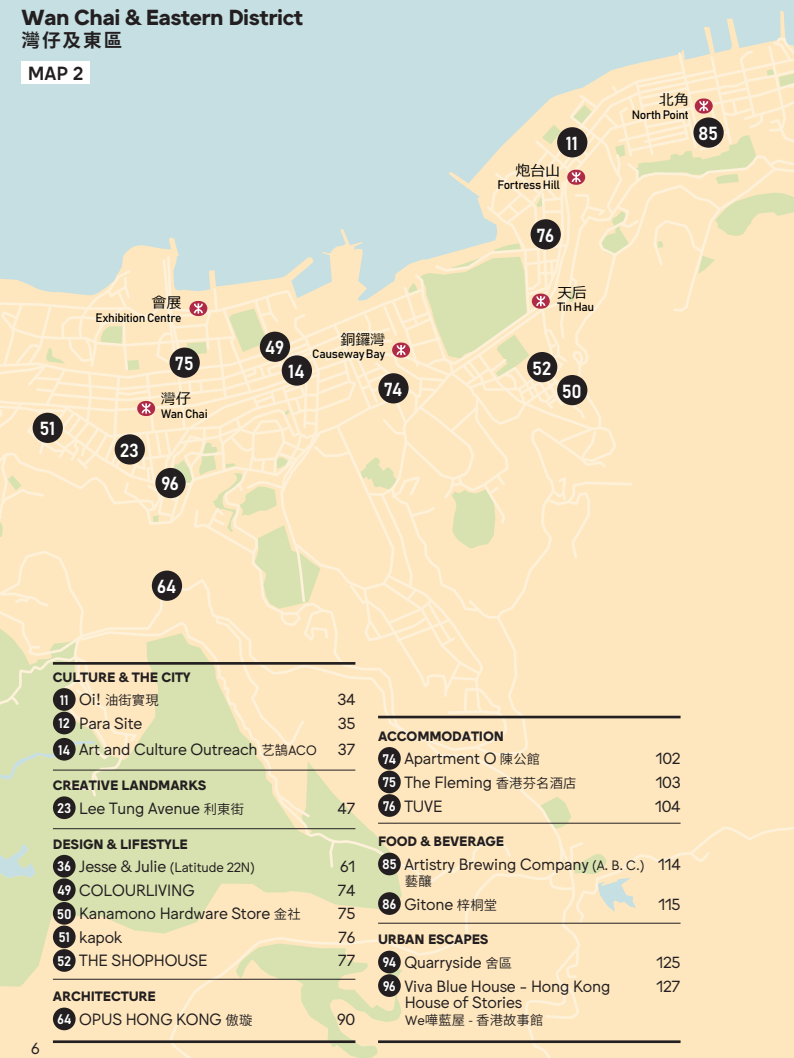 Wan Chai & Eastern District
灣仔及東區
MAP 2
北角
North Point
85
11
炮台山
Fortress Hill
76
天后
Tin Hau
會展
Exhibition Centre
銅鑼灣
Causeway Bay
49
14
75
74
52
50
灣仔
Wan Chai
51
23
96
64
CULTURE & THE CITY
11 Oi! 油街實現 34
12 Para Site 35
14 Art and Culture Outreach 艺鵠ACO 37
CREATIVE LANDMARKS
23 Lee Tung Avenue 利東街 47
DESIGN & LIFESTYLE
36 Jesse & Julie (Latitude 22N) 61
49 COLOURLIVING 74
50 Kanamono Hardware Store 金社 75
51 kapok 76
52 THE SHOPHOUSE 77
ARCHITECTURE
64 OPUS HONG KONG 傲璇 90
ACCOMMODATION
74 Apartment O 陳公館 102
75 The Fleming 香港芬名酒店 103
76 TUVE 104
FOOD & BEVERAGE
85 Artistry Brewing Company (A. B. C.) 114
藝釀
86 Gitone 梓桐堂 115
URBAN ESCAPES
94 Quarryside 舍區 125
96 Viva Blue House – Hong Kong 127
House of Stories
We嘩藍屋 - 香港故事館
6